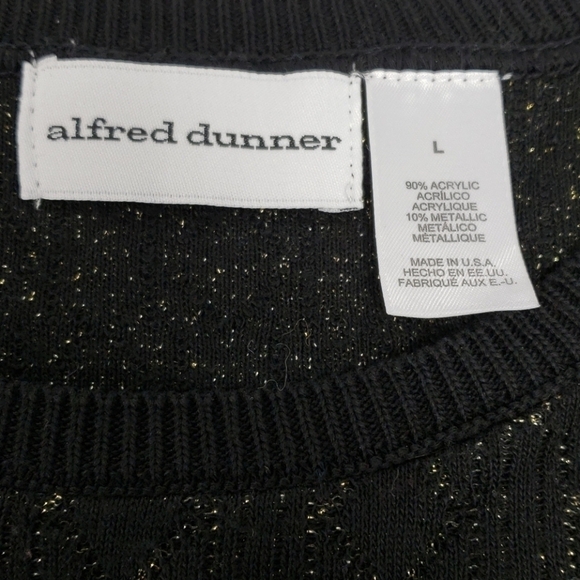 alfred dunner
L
90% ACRYLIC
ACRÍLICO
ACRYLIQUE
10% METALLIC
METÁLICO
MÉTALLIQUE
MADE IN U.S.A.
HECHO EN EE.UU.
FABRIQUÉ AUX E.-U.